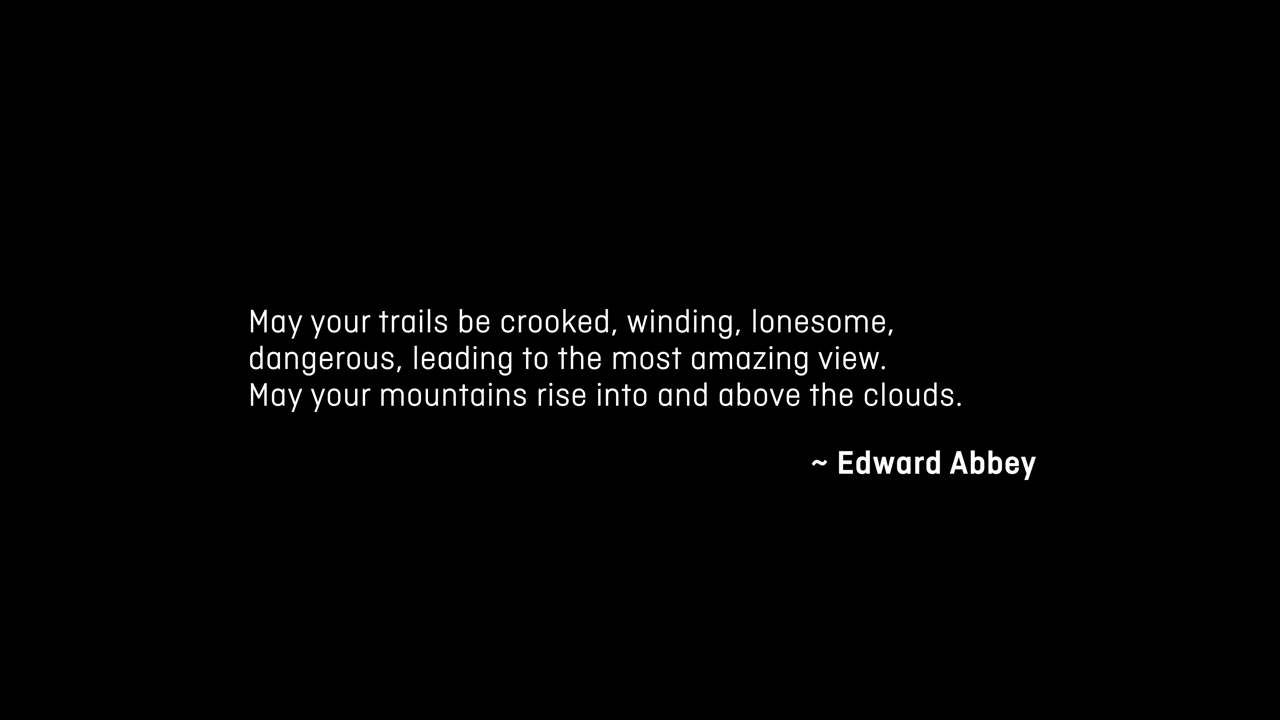 May your trails be crooked, winding, lonesome,
dangerous, leading to the most amazing view.
May your mountains rise into and above the clouds.
~ Edward Abbey